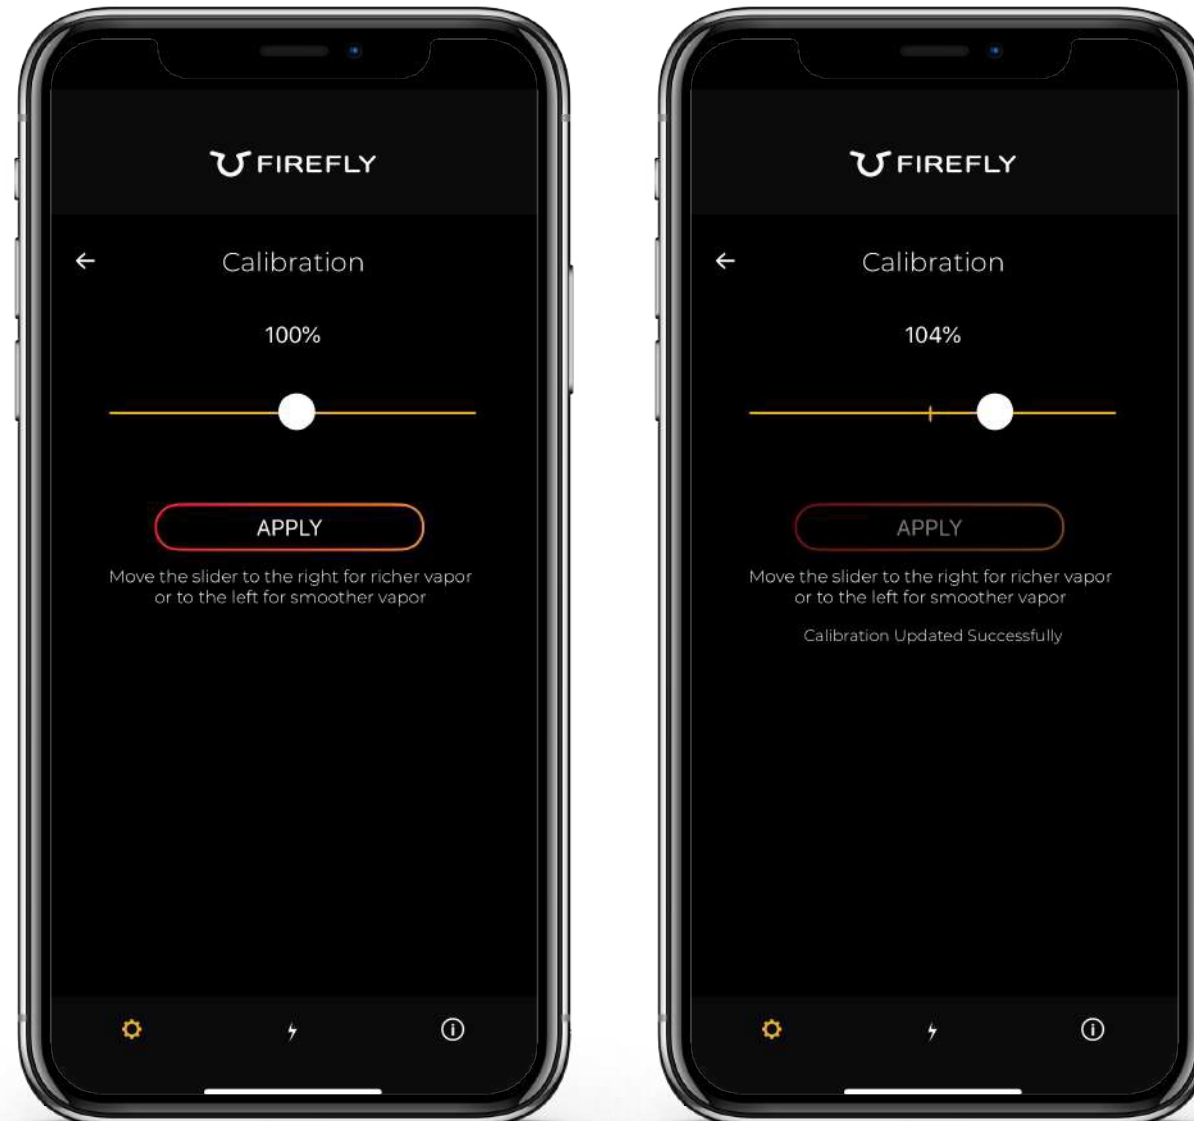 FIREFLY
Calibration
100%
APPLY
Move the slider to the right for richer vapor
or to the left for smoother vapor
FIREFLY
Calibration
104%
APPLY
Move the slider to the right for richer vapor
or to the left for smoother vapor
Calibration Updated Successfully